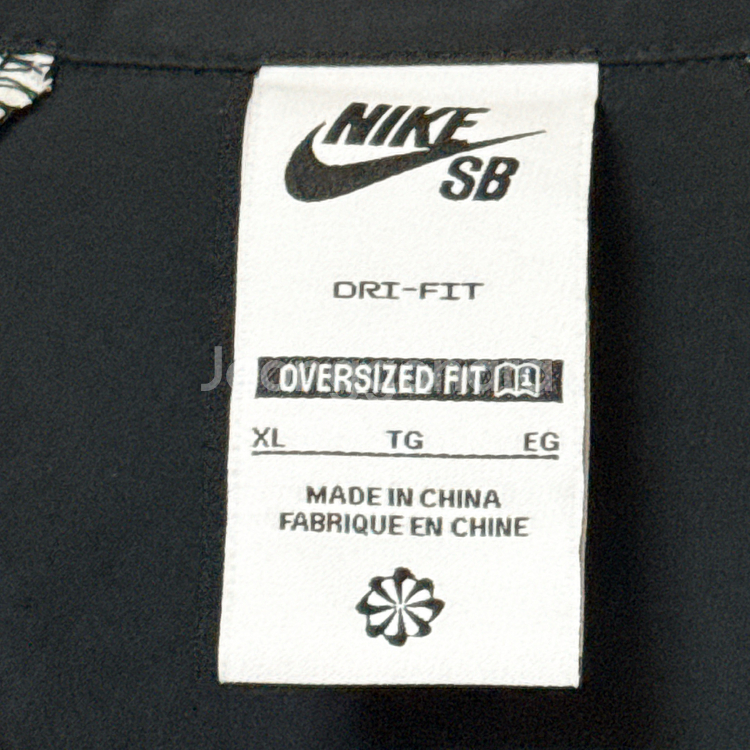 NIKE
SB
DRI-FIT
OVERSIZED FIT
XL TG EG
MADE IN CHINA
FABRIQUE EN CHINE